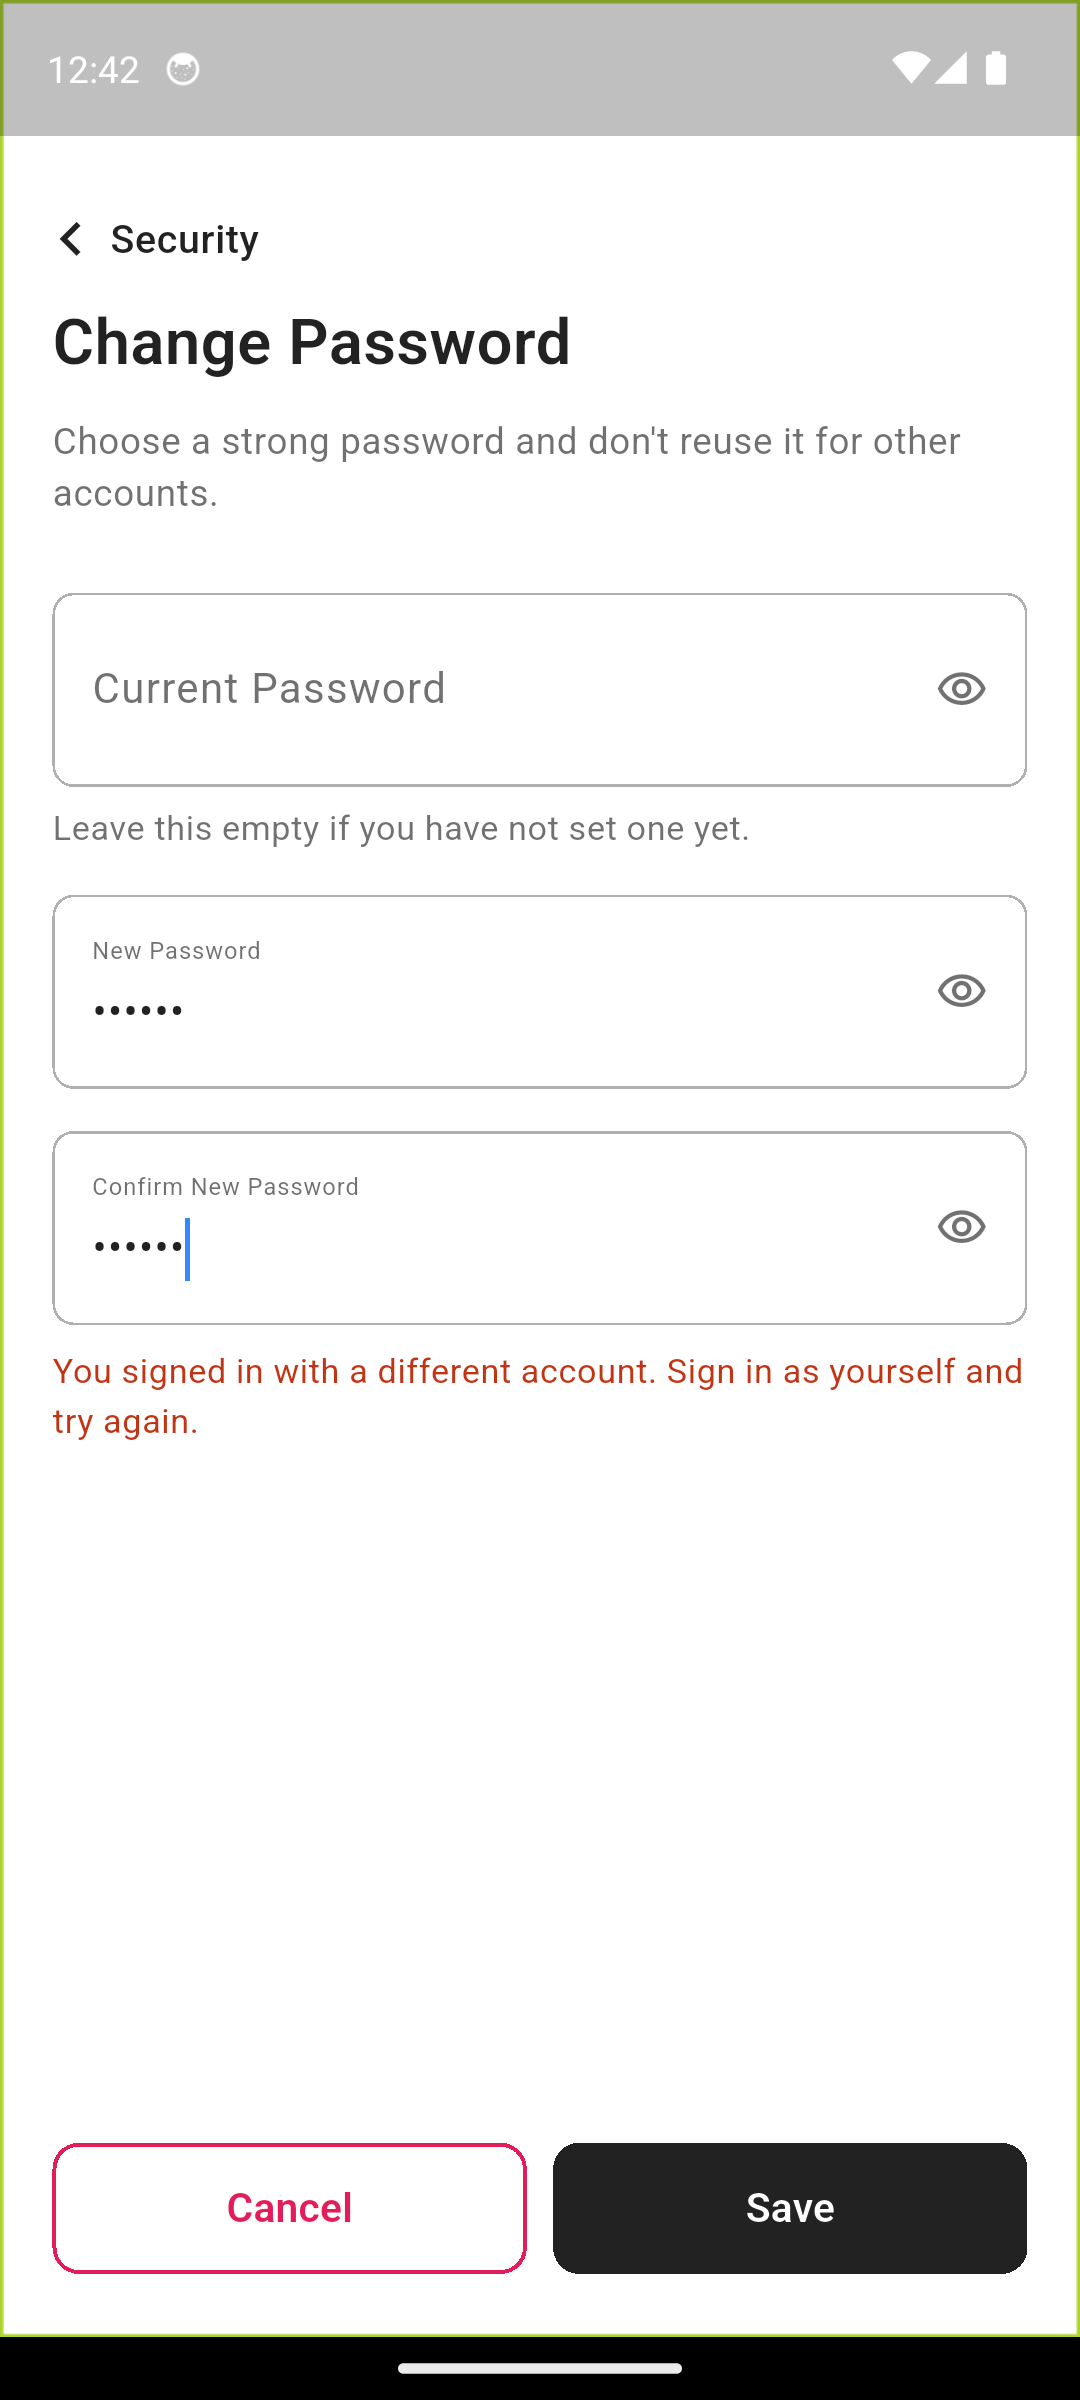 12:42
Security
Change Password
Choose a strong password and don't reuse it for other
accounts.
Current Password
Leave this empty if you have not set one yet.
New Password
••••••
Confirm New Password
••••••
You signed in with a different account. Sign in as yourself and
try again.
Cancel
Save